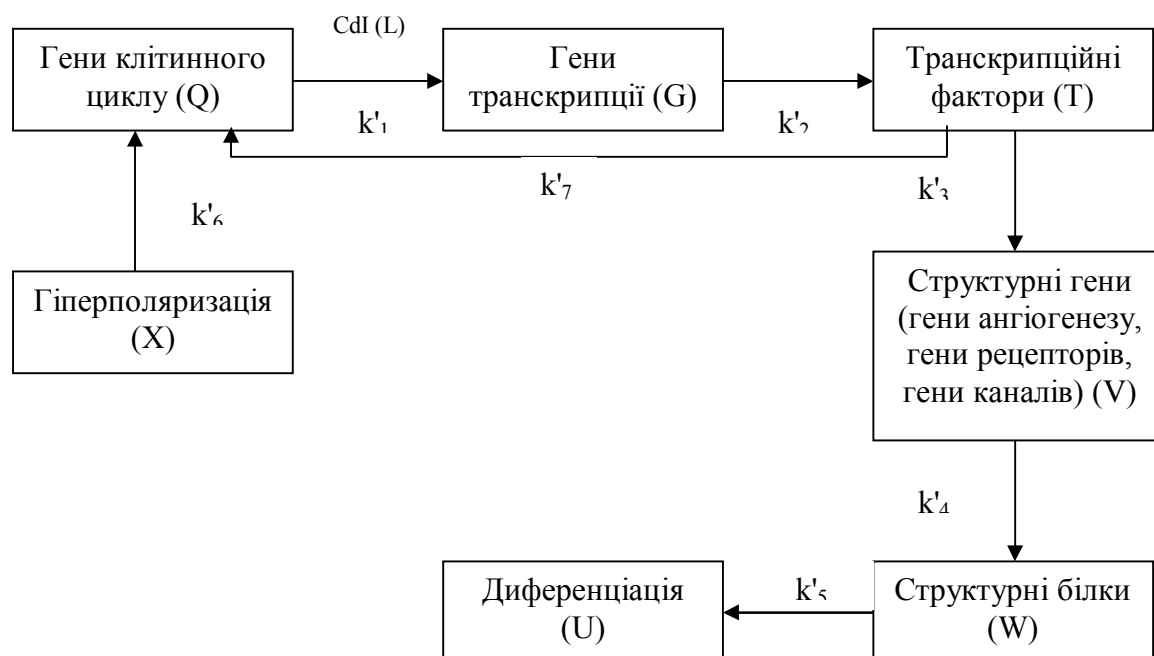 CdI (L)
Гени клітинного
циклу (Q)
Гени
транскрипції (G)
Транскрипційні
фактори (T)
k'₁
k'₂
k'₇
k'₃
k'₆
Гіперполяризація
(X)
Структурні гени
(гени ангіогенезу,
гени рецепторів,
гени каналів) (V)
k'₄
Диференціація
(U)
k'₅
Структурні білки
(W)